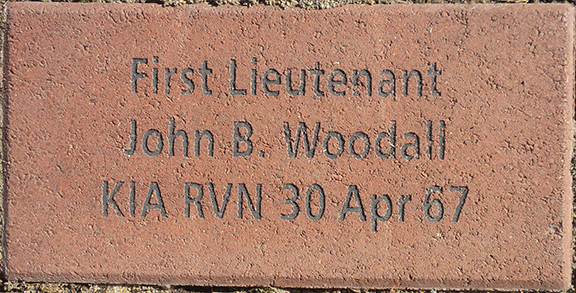 First Lieutenant
John B. Woodall
KIA RVN 30 Apr 67